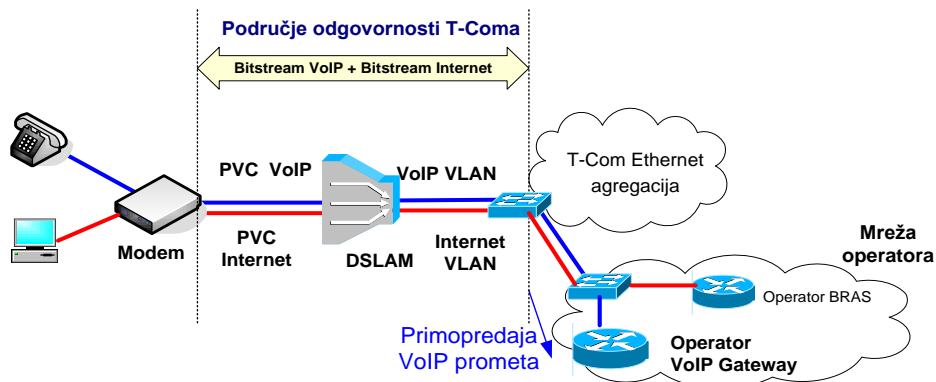 Područje odgovornosti T-Coma
Bitstream VoIP + Bitstream Internet
PVC VoIP
VoIP VLAN
T-Com Ethernet
agregacija
Modem
PVC
Internet
DSLAM
Internet
VLAN
Mreža
operatora
Operator BRAS
Primopredaja
VoIP prometa
Operator
VoIP Gateway